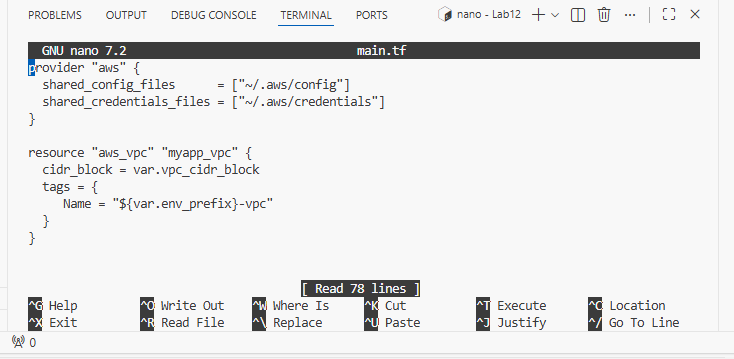 PROBLEMS OUTPUT DEBUG CONSOLE TERMINAL PORTS nano - Lab12
GNU nano 7.2 main.tf
provider "aws" {
  shared_config_files      = ["~/.aws/config"]
  shared_credentials_files = ["~/.aws/credentials"]
}

resource "aws_vpc" "myapp_vpc" {
  cidr_block = var.vpc_cidr_block
  tags = {
     Name = "${var.env_prefix}-vpc"
  }
}

[ Read 78 lines ]
^G Help ^O Write Out ^W Where Is ^K Cut ^T Execute ^C Location
^X Exit ^R Read File ^\ Replace ^U Paste ^J Justify ^/ Go To Line
0